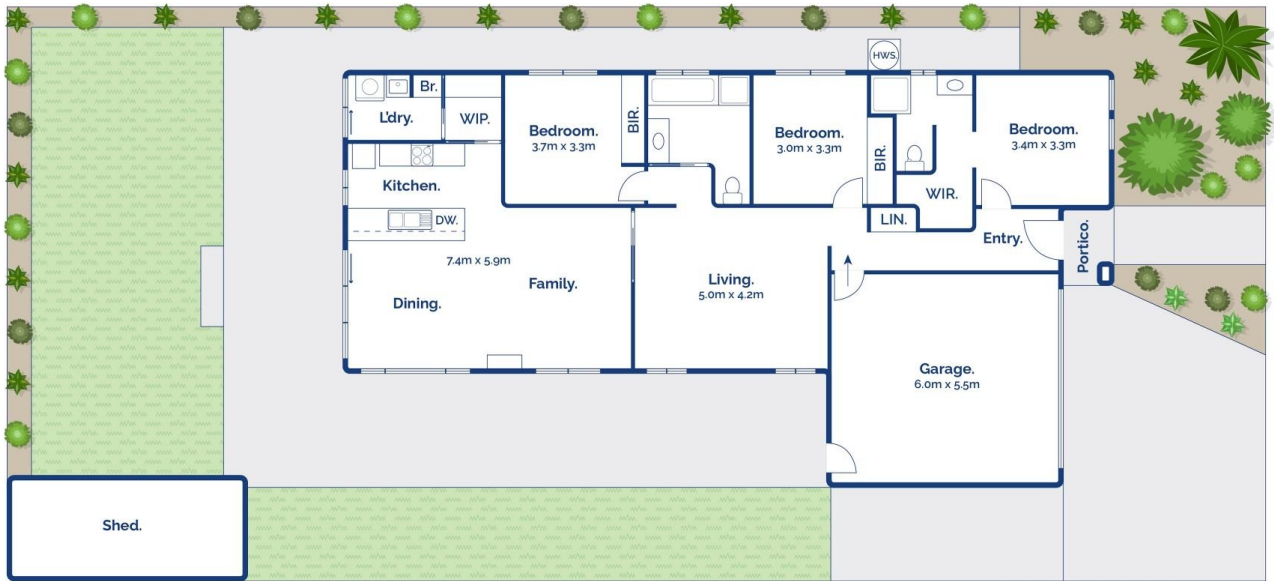 HWS.
Br.
L'dry.
WIP.
Bedroom.
3.7m x 3.3m
BIR.
Bedroom.
3.0m x 3.3m
BIR.
Bedroom.
3.4m x 3.3m
WIR.
Kitchen.
DW.
LIN.
Entry.
Portico.
7.4m x 5.9m
Family.
Dining.
Living.
5.0m x 4.2m
Garage.
6.0m x 5.5m
Shed.